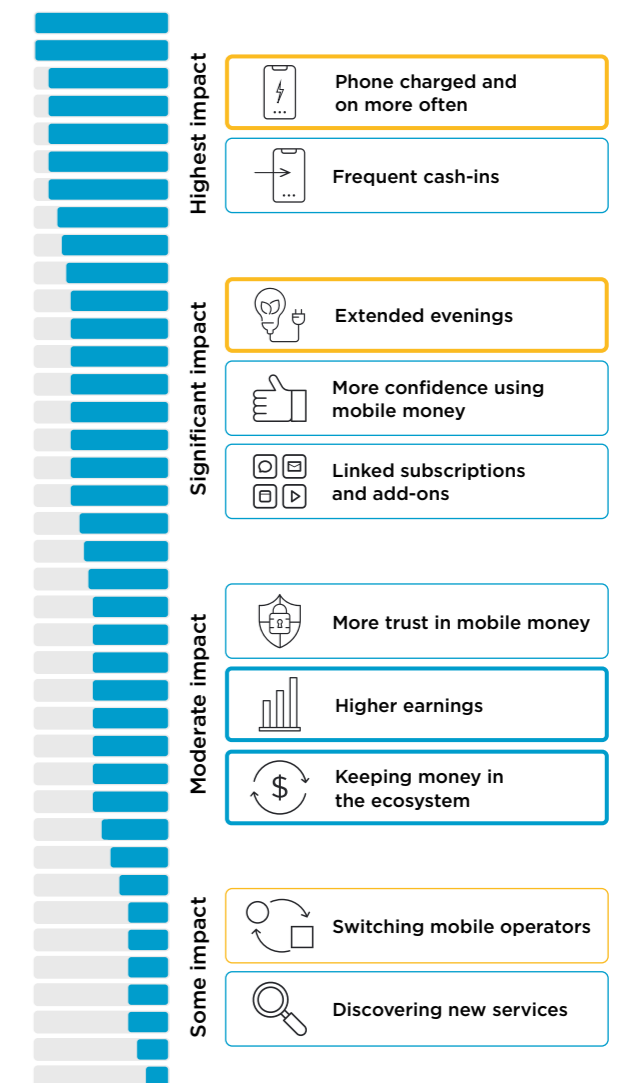 Highest impact
Phone charged and
on more often
Frequent cash-ins
Significant impact
Extended evenings
More confidence using
mobile money
Linked subscriptions
and add-ons
Moderate impact
More trust in mobile money
Higher earnings
$
Keeping money in
the ecosystem
Some impact
Switching mobile operators
Discovering new services